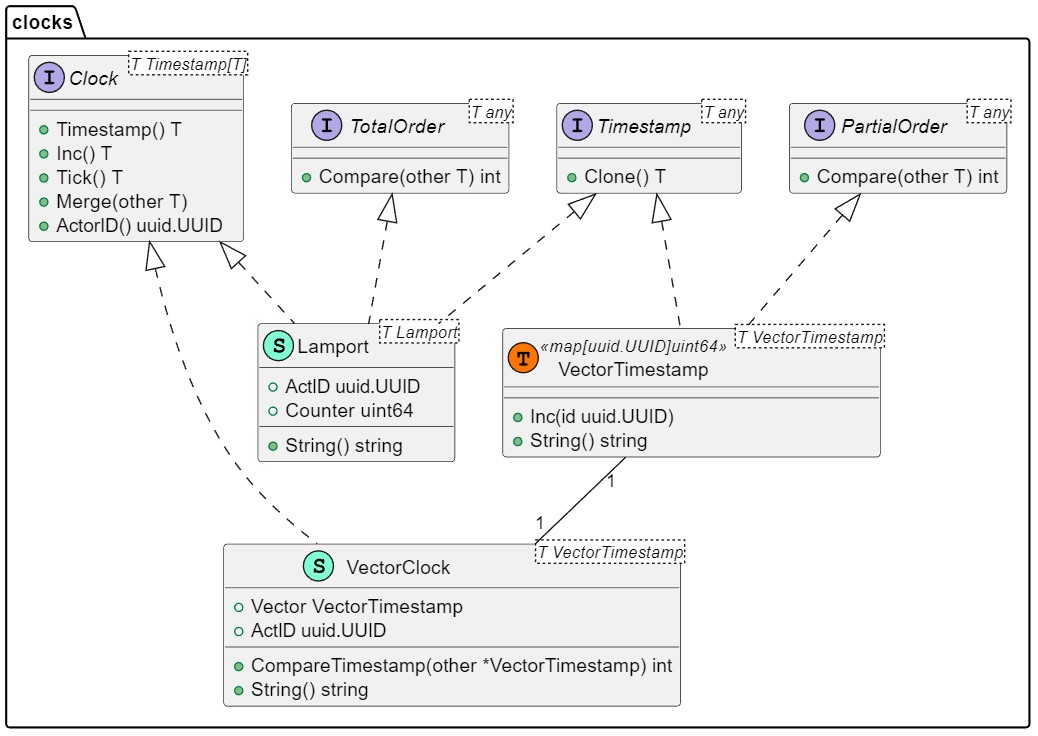 clocks
T Timestamp[T]
I Clock
Timestamp() T
Inc() T
Tick() T
Merge(other T)
ActorID() uuid.UUID
T any
I TotalOrder
Compare(other T) int
T any
I Timestamp
Clone() T
T any
I PartialOrder
Compare(other T) int
T Lamport
S Lamport
ActID uuid.UUID
Counter uint64
String() string
T VectorTimestamp
«map[uuid.UUID]uint64»
T VectorTimestamp
Inc(id uuid.UUID)
String() string
1
1
T VectorTimestamp
S VectorClock
Vector VectorTimestamp
ActID uuid.UUID
CompareTimestamp(other *VectorTimestamp) int
String() string